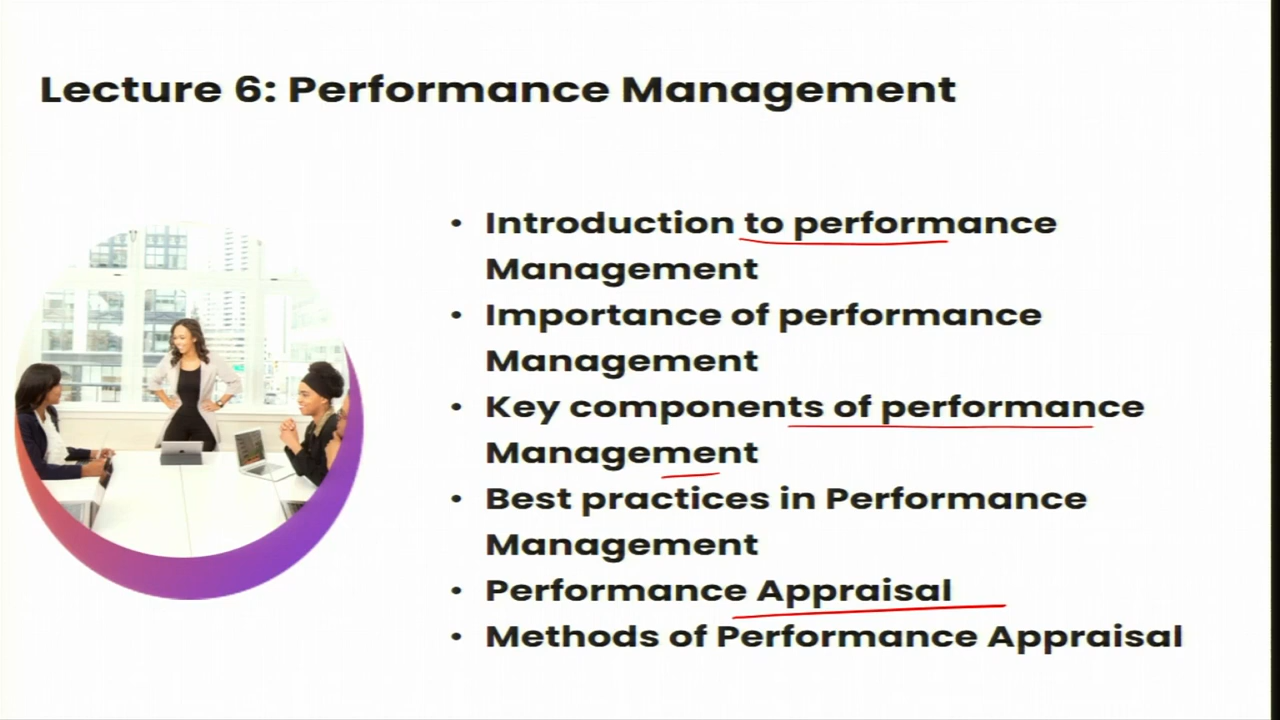 Lecture 6: Performance Management
• Introduction to performance
Management
• Importance of performance
Management
• Key components of performance
Management
• Best practices in Performance
Management
• Performance Appraisal
• Methods of Performance Appraisal